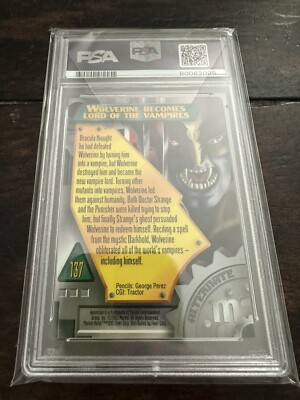 PSA
PSA
80083095
WOLVERINE BECOMES
LORD OF THE VAMPIRES
Dracula thought
he had defeated
Wolverine by turning him
into a vampire, but Wolverine
destroyed him and became the
new vampire lord. Turning other
mutants into vampires, Wolverine led
them against humanity. Both Doctor Strange
and the Punisher were killed trying to stop
him, but finally Strange's ghost persuaded
Wolverine to redeem himself. Reciting a spell
from the mystic Darkhold, Wolverine
obliterated all of the world's vampires –
including himself.
137
Pencils: George Perez
CGI: Tractor
ULTIMATE
m